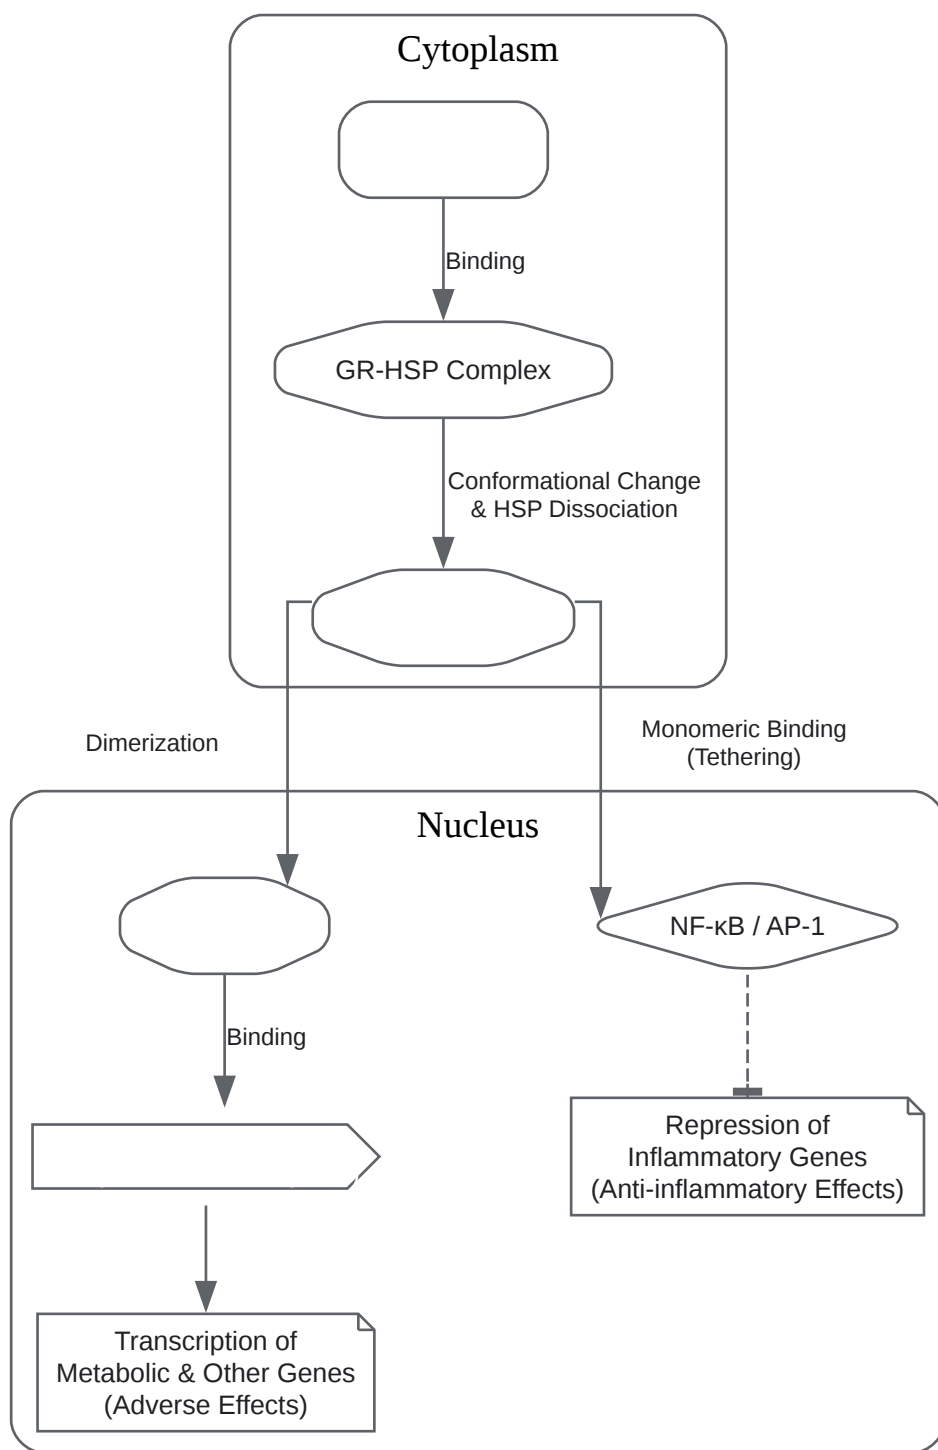 Cytoplasm
Binding
GR-HSP Complex
Conformational Change
& HSP Dissociation
Dimerization
Monomeric Binding
(Tethering)
Nucleus
NF-κB / AP-1
Binding
Repression of
Inflammatory Genes
(Anti-inflammatory Effects)
Transcription of
Metabolic & Other Genes
(Adverse Effects)